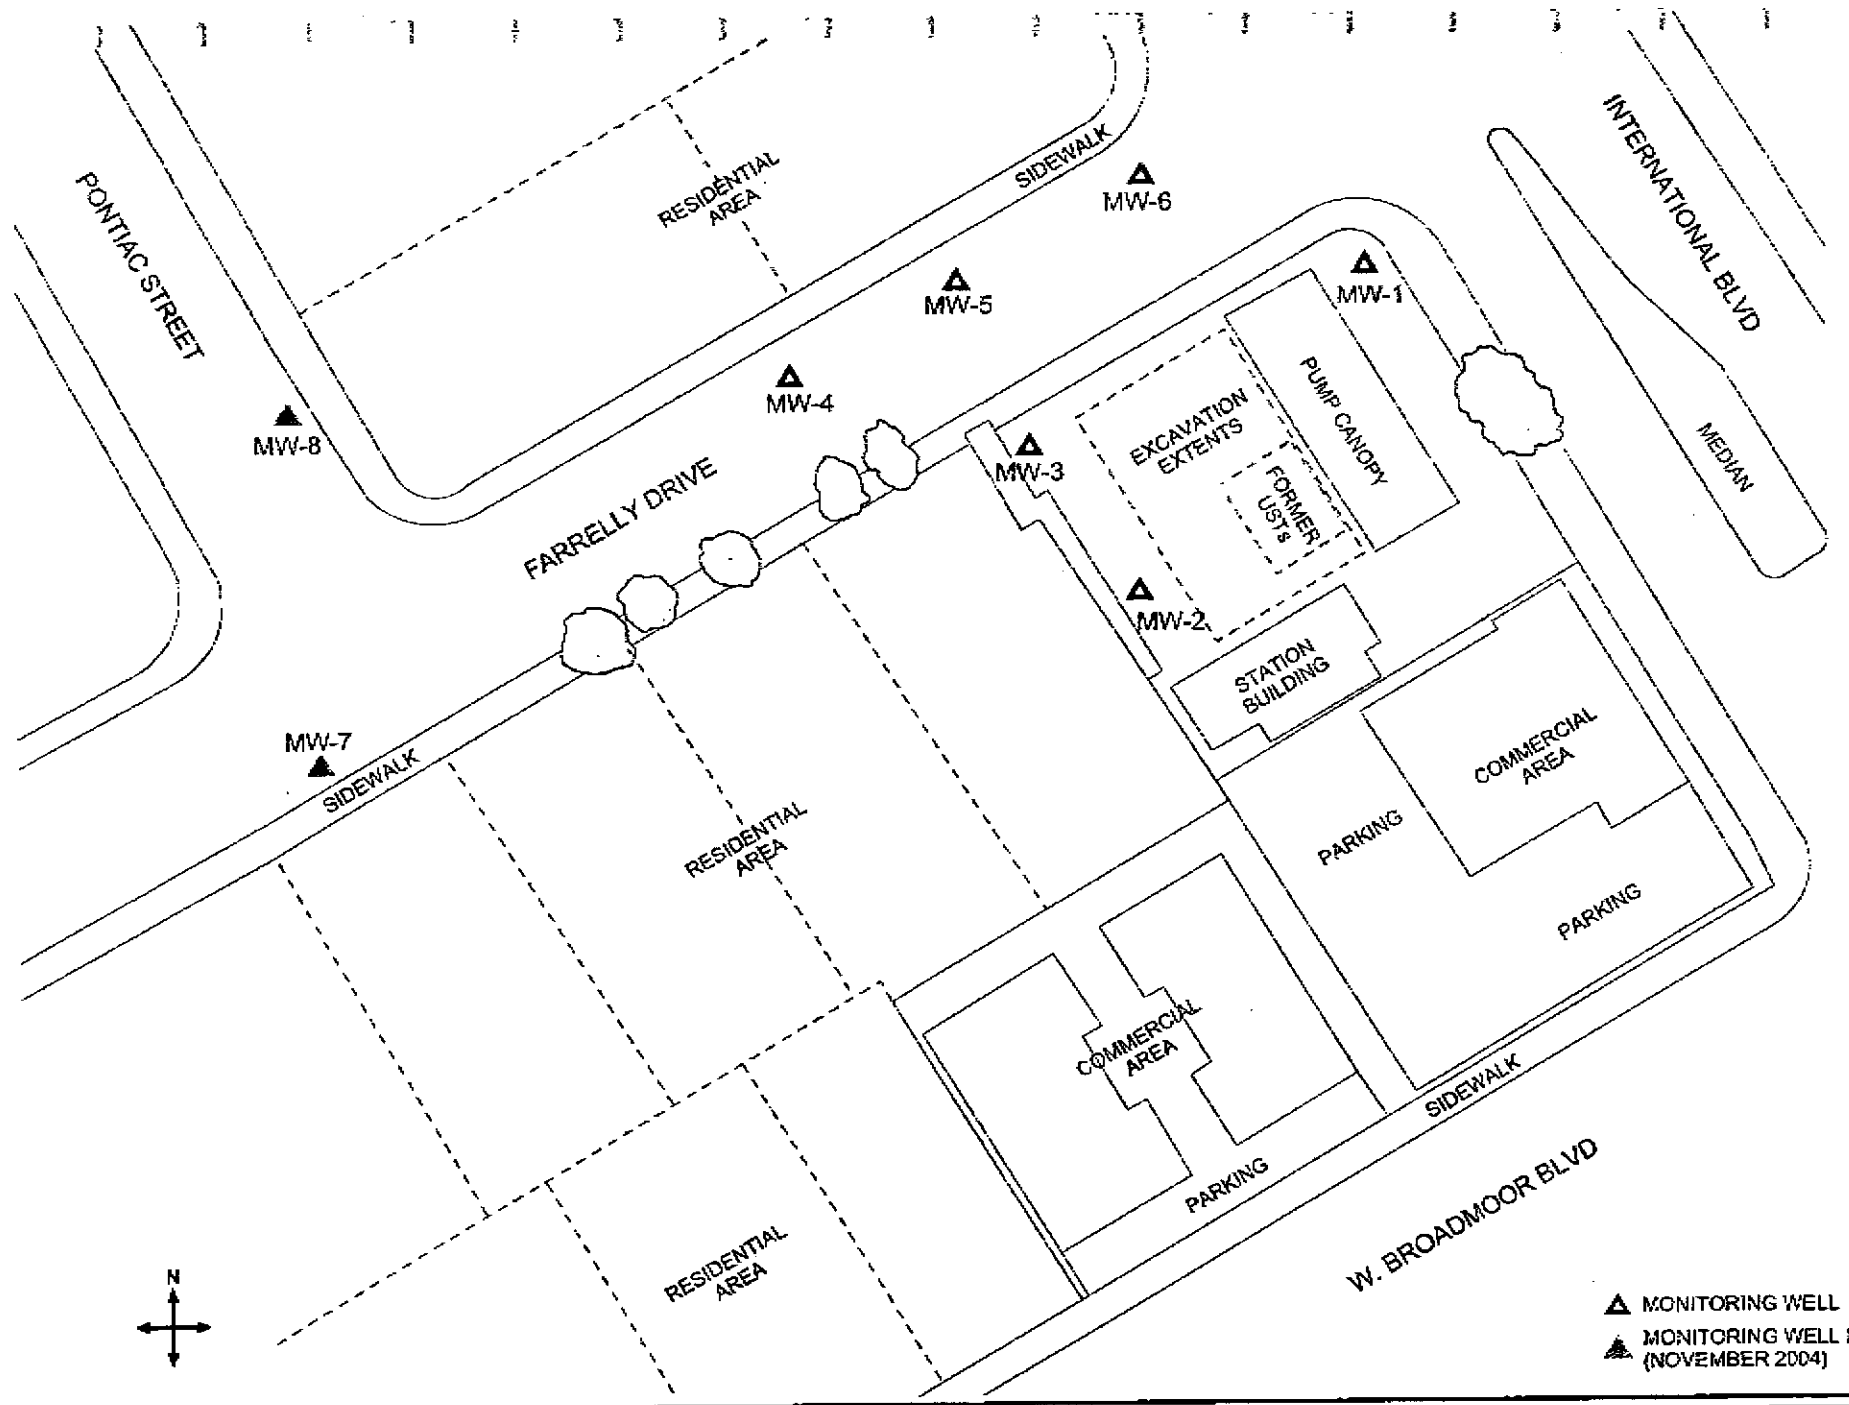 INTERNATIONAL BLVD
SIDEWALK
RESIDENTIAL
AREA
PONTIAC STREET
MW-6
MW-1
MW-5
PUMP CANOPY
MW-4
EXCAVATION
EXTENTS
MEDIAN
MW-8
MW-3
FARRELLY DRIVE
FORMER
USTs
MW-2
STATION
BUILDING
MW-7
SIDEWALK
COMMERCIAL
AREA
RESIDENTIAL
AREA
PARKING
PARKING
COMMERCIAL
AREA
SIDEWALK
PARKING
W. BROADMOOR BLVD
RESIDENTIAL
AREA
N
MONITORING WELL
MONITORING WELL
(NOVEMBER 2004)